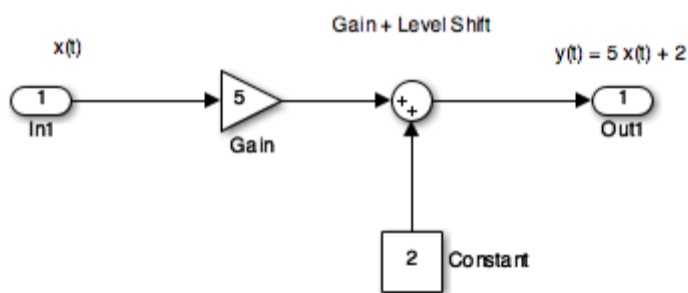 Gain + Level Shift
x(t)
y(t) = 5 x(t) + 2
1
5
++
1
In1
Gain
Out1
2
Constant